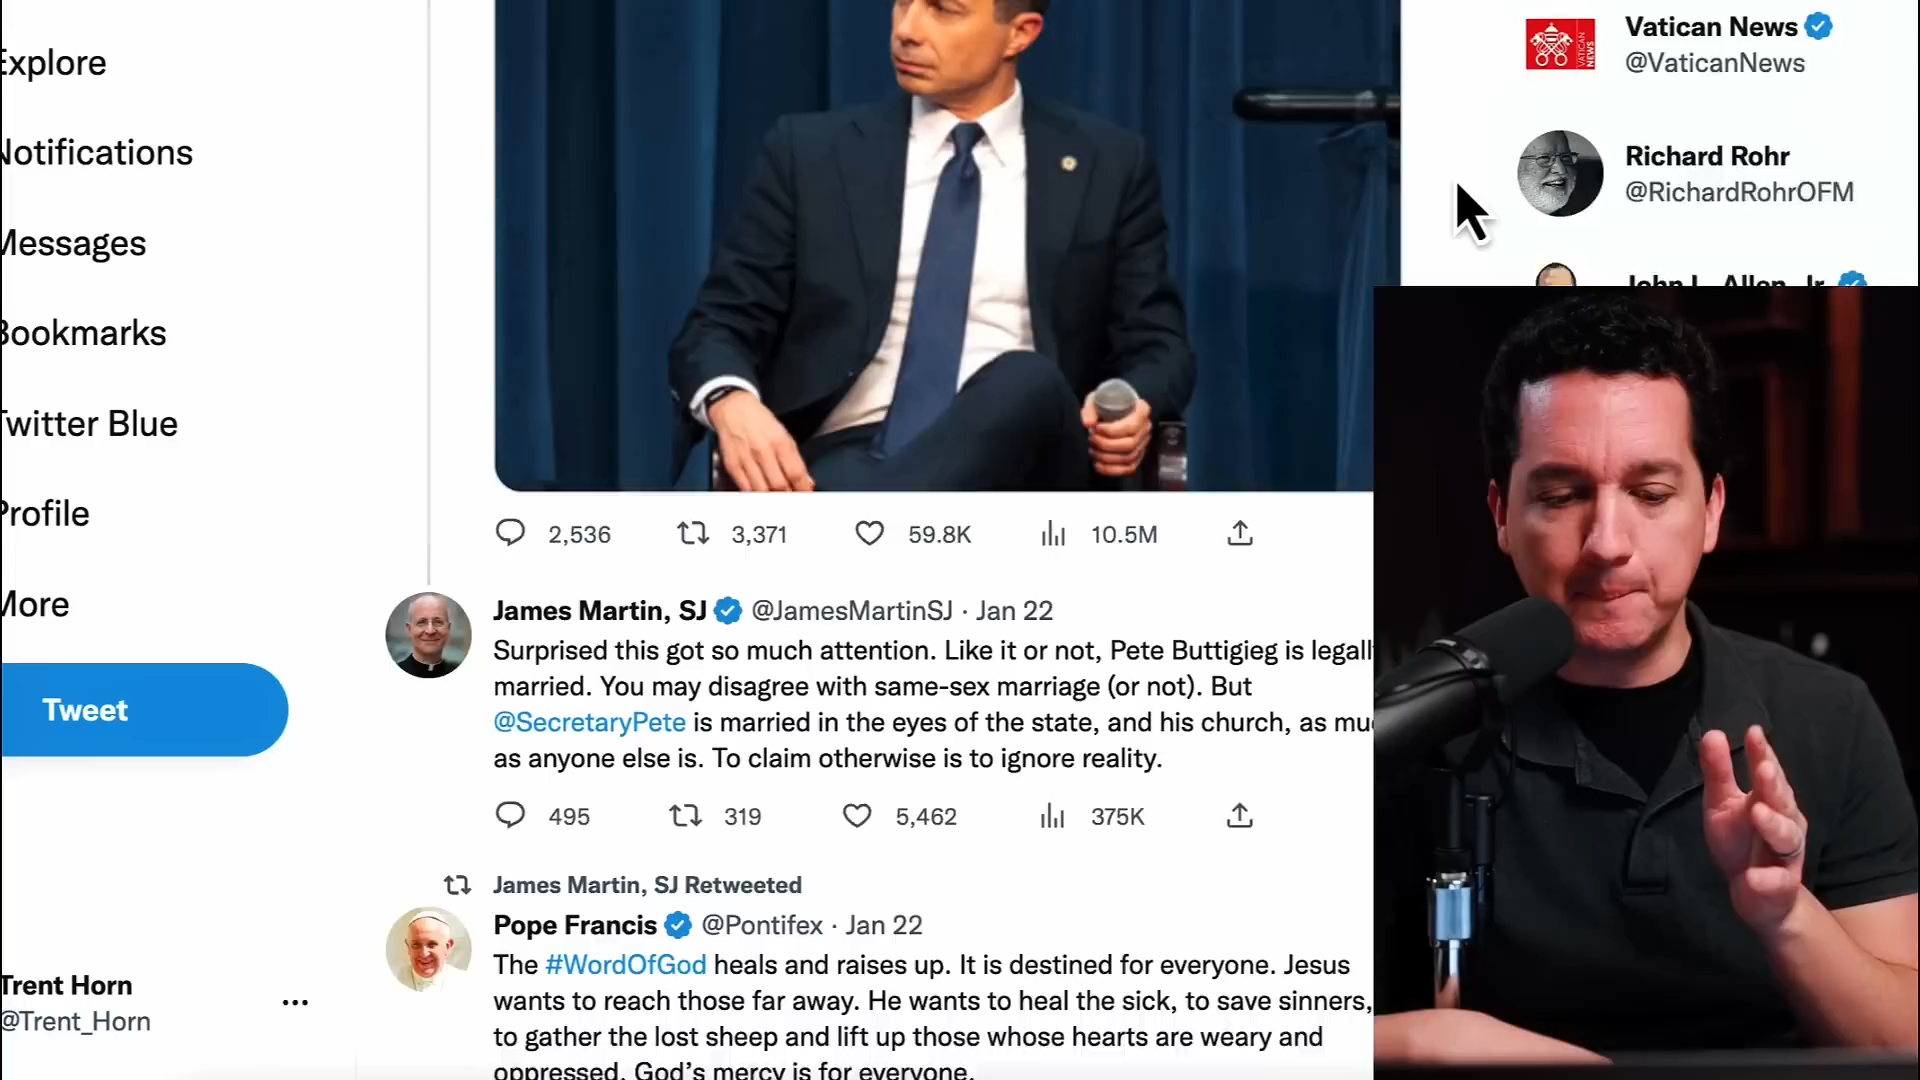 Explore
Notifications
Messages
Bookmarks
Twitter Blue
Profile
More
Tweet
Trent Horn
@Trent_Horn
2,536 3,371 59.8K 10.5M
James Martin, SJ @JamesMartinSJ · Jan 22
Surprised this got so much attention. Like it or not, Pete Buttigieg is legall
married. You may disagree with same-sex marriage (or not). But
@SecretaryPete is married in the eyes of the state, and his church, as mu
as anyone else is. To claim otherwise is to ignore reality.
495 319 5,462 375K
James Martin, SJ Retweeted
Pope Francis @Pontifex · Jan 22
The #WordOfGod heals and raises up. It is destined for everyone. Jesus
wants to reach those far away. He wants to heal the sick, to save sinners,
to gather the lost sheep and lift up those whose hearts are weary and
oppressed. God's mercy is for everyone.
Vatican News
@VaticanNews
VATICAN NEWS
Richard Rohr
@RichardRohrOFM
John L. Allen, Jr.